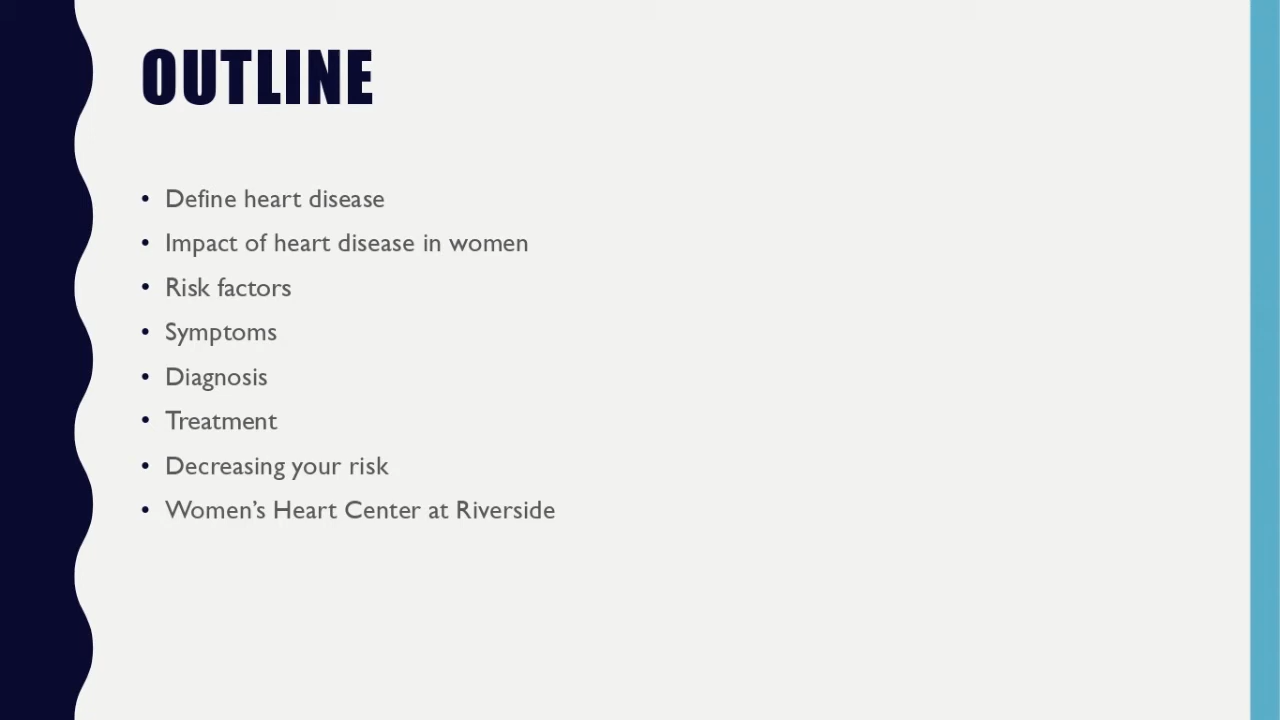 OUTLINE
• Define heart disease
• Impact of heart disease in women
• Risk factors
• Symptoms
• Diagnosis
• Treatment
• Decreasing your risk
• Women’s Heart Center at Riverside